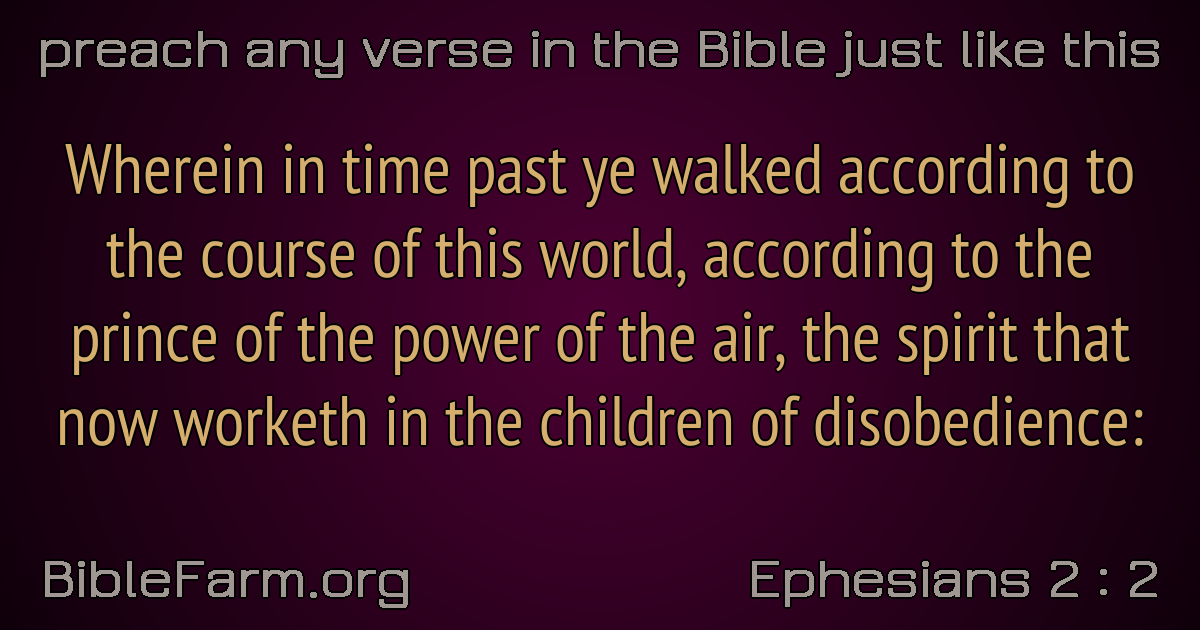 preach any verse in the Bible just like this
Wherein in time past ye walked according to
the course of this world, according to the
prince of the power of the air, the spirit that
now worketh in the children of disobedience:
BibleFarm.org
Ephesians 2 : 2